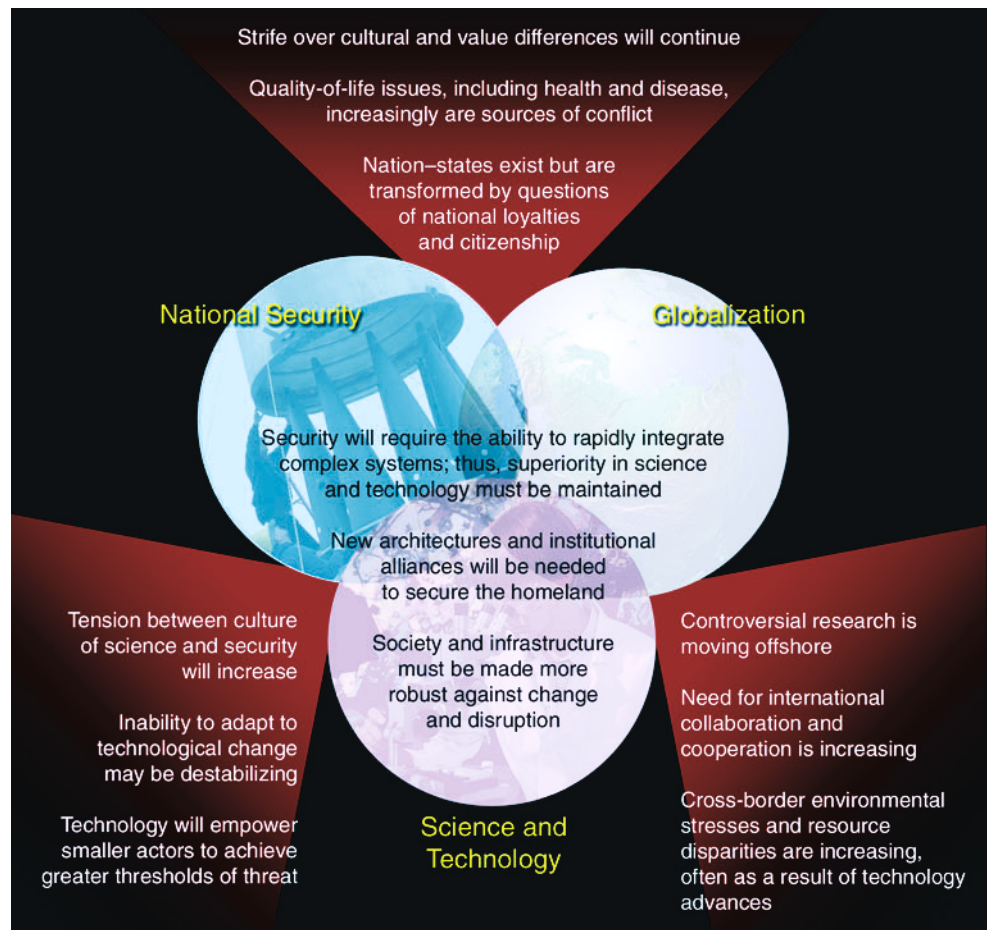 Strife over cultural and value differences will continue
Quality-of-life issues, including health and disease,
increasingly are sources of conflict
Nation–states exist but are
transformed by questions
of national loyalties
and citizenship
National Security
Globalization
Security will require the ability to rapidly integrate
complex systems; thus, superiority in science
and technology must be maintained
New architectures and institutional
alliances will be needed
to secure the homeland
Society and infrastructure
must be made more
robust against change
and disruption
Tension between culture
of science and security
will increase
Inability to adapt to
technological change
may be destabilizing
Technology will empower
smaller actors to achieve
greater thresholds of threat
Science and
Technology
Controversial research is
moving offshore
Need for international
collaboration and
cooperation is increasing
Cross-border environmental
stresses and resource
disparities are increasing,
often as a result of technology
advances